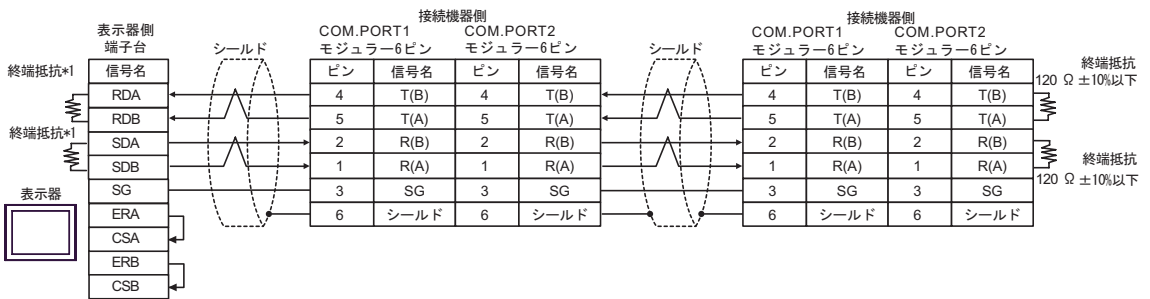 表示器側
端子台
シールド
接続機器側
COM.PORT1 COM.PORT2
モジュラー6ピン モジュラー6ピン
シールド
接続機器側
COM.PORT1 COM.PORT2
モジュラー6ピン モジュラー6ピン
終端抵抗*1
信号名 ピン 信号名 ピン 信号名 ピン 信号名 ピン 信号名
終端抵抗
120 Ω ±10%以下
RDA 4 T(B) 4 T(B) 4 T(B) 4 T(B)
RDB 5 T(A) 5 T(A) 5 T(A) 5 T(A)
終端抵抗*1
SDA 2 R(B) 2 R(B) 2 R(B) 2 R(B)
SDB 1 R(A) 1 R(A) 1 R(A) 1 R(A)
終端抵抗
120 Ω ±10%以下
表示器
SG 3 SG 3 SG 3 SG 3 SG
ERA 6 シールド 6 シールド 6 シールド 6 シールド
CSA
ERB
CSB